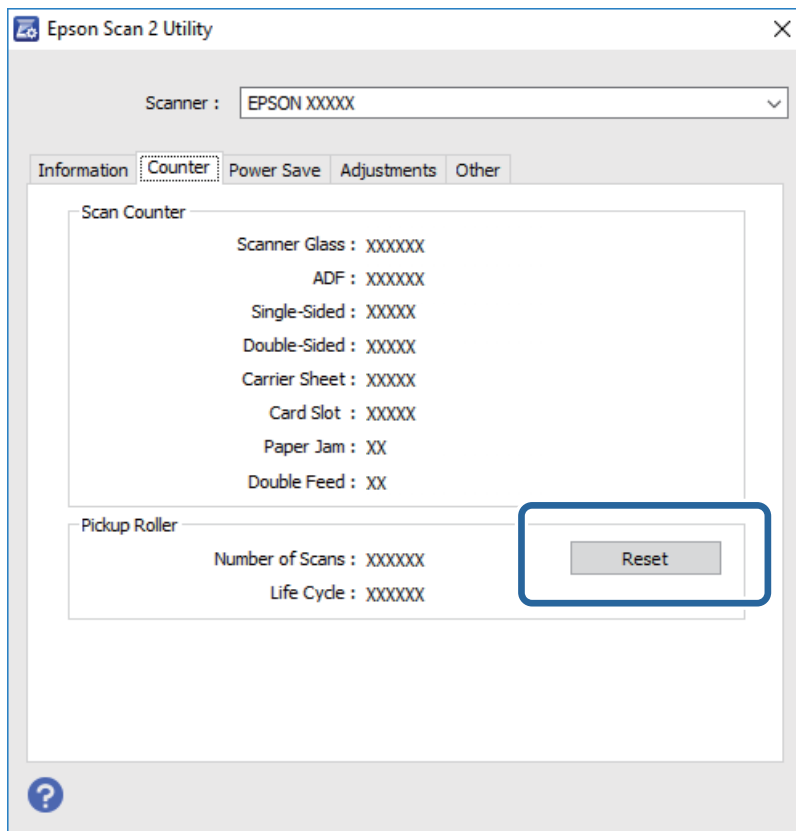 Epson Scan 2 Utility
Scanner : EPSON XXXXX
Information Counter Power Save Adjustments Other
Scan Counter
Scanner Glass : XXXXXX
ADF : XXXXXX
Single-Sided : XXXXX
Double-Sided : XXXXX
Carrier Sheet : XXXXX
Card Slot : XXXXX
Paper Jam : XX
Double Feed : XX
Pickup Roller
Number of Scans : XXXXXX Reset
Life Cycle : XXXXXX
?